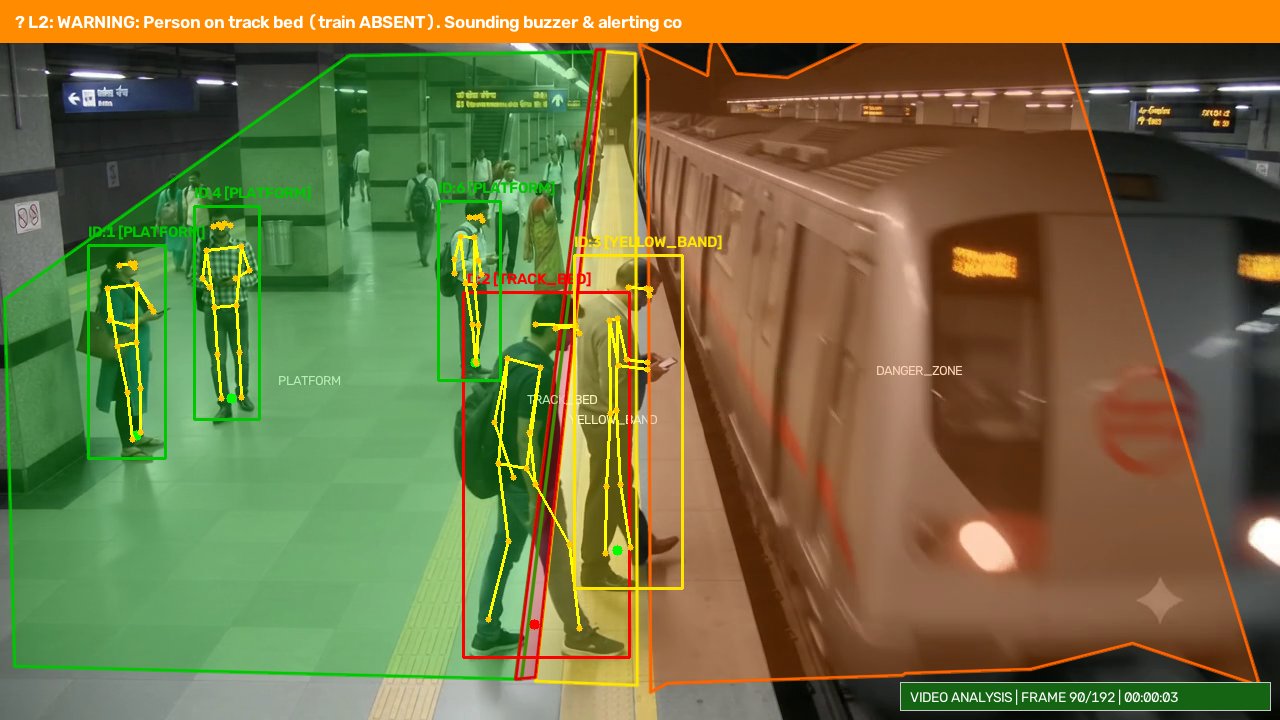 ? L2: WARNING: Person on track bed (train ABSENT). Sounding buzzer & alerting co
ID:4 [PLATFORM]
ID:6 [PLATFORM]
ID:1 [PLATFORM]
ID:3 [YELLOW_BAND]
ID:2 [TRACK_BED]
PLATFORM
DANGER_ZONE
TRACK_BED
YELLOW_BAND
VIDEO ANALYSIS | FRAME 90/192 | 00:00:03